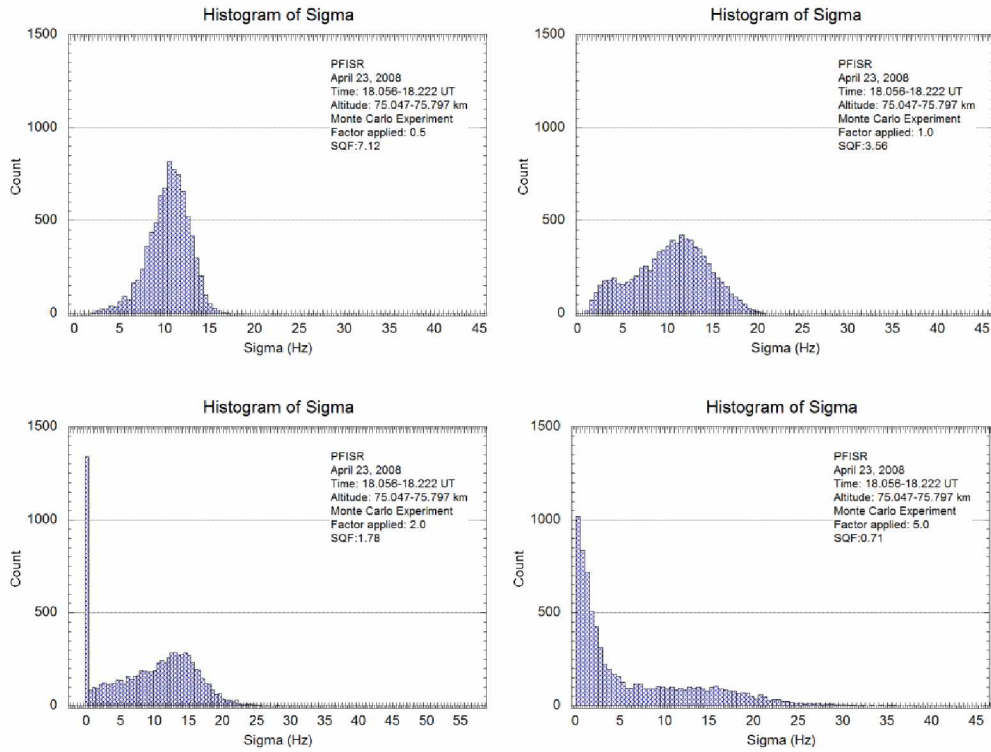 Histogram of Sigma
1500
1000
500
0
Count
PFISR
April 23, 2008
Time: 18.056-18.222 UT
Altitude: 75.047-75.797 km
Monte Carlo Experiment
Factor applied: 0.5
SQF:7.12
0 5 10 15 20 25 30 35 40 45
Sigma (Hz)
Histogram of Sigma
1500
1000
500
0
Count
PFISR
April 23, 2008
Time: 18.056-18.222 UT
Altitude: 75.047-75.797 km
Monte Carlo Experiment
Factor applied: 1.0
SQF:3.56
0 5 10 15 20 25 30 35 40 45
Sigma (Hz)
Histogram of Sigma
1500
1000
500
0
Count
PFISR
April 23, 2008
Time: 18.056-18.222 UT
Altitude: 75.047-75.797 km
Monte Carlo Experiment
Factor applied: 2.0
SQF:1.78
0 5 10 15 20 25 30 35 40 45 50 55
Sigma (Hz)
Histogram of Sigma
1500
1000
500
0
Count
PFISR
April 23, 2008
Time: 18.056-18.222 UT
Altitude: 75.047-75.797 km
Monte Carlo Experiment
Factor applied: 5.0
SQF:0.71
0 5 10 15 20 25 30 35 40 45
Sigma (Hz)